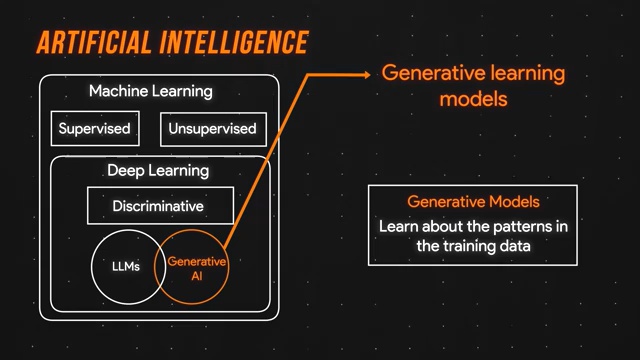 ARTIFICIAL INTELLIGENCE
Machine Learning
Supervised
Unsupervised
Deep Learning
Discriminative
LLMs
Generative
AI
Generative learning
models
Generative Models
Learn about the patterns in
the training data